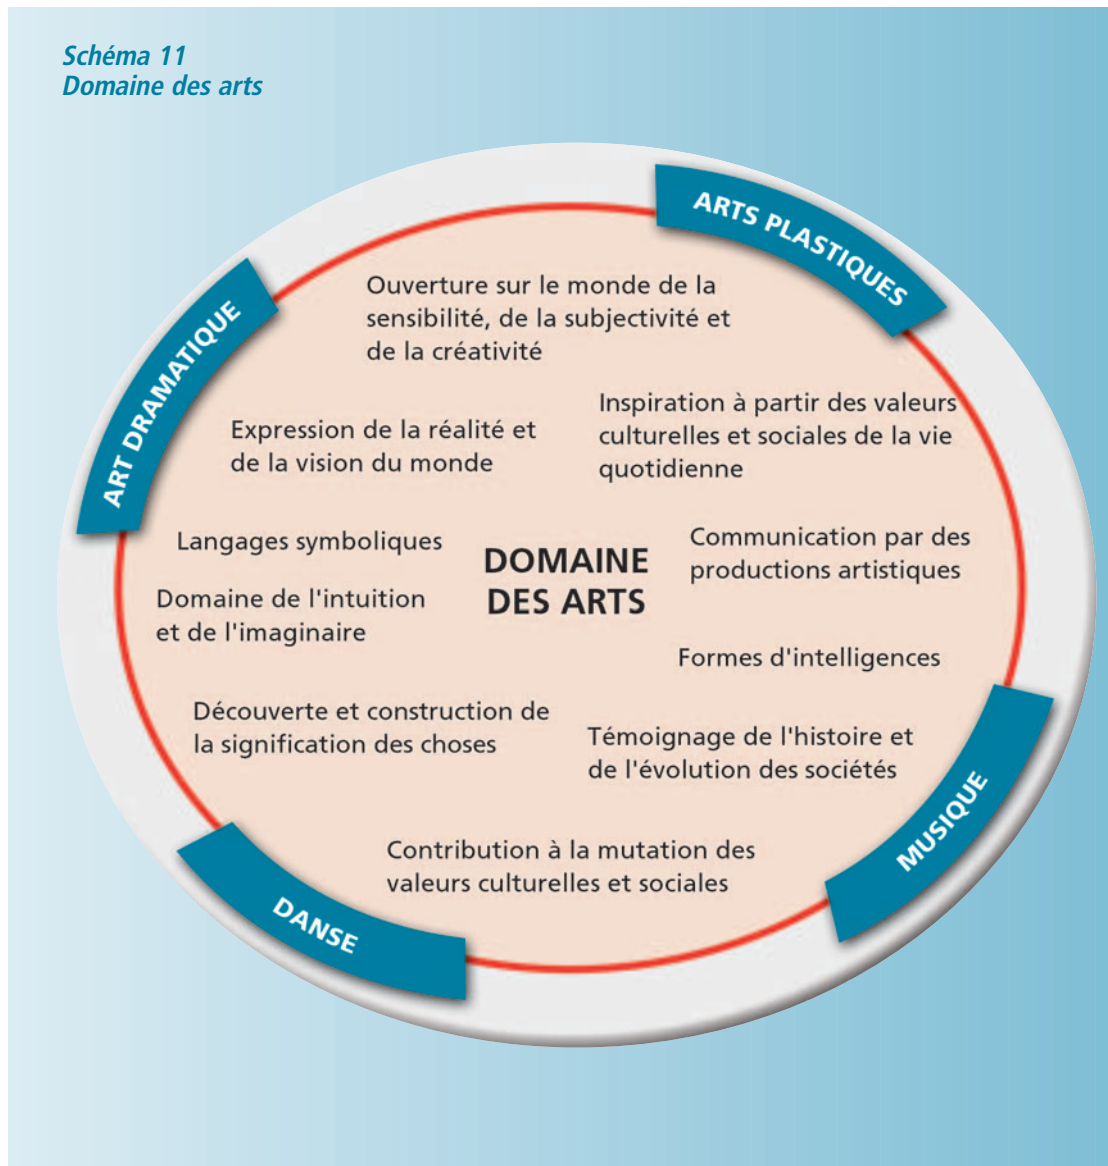 Schéma 11
Domaine des arts
ARTS PLASTIQUES
ART DRAMATIQUE
Ouverture sur le monde de la
sensibilité, de la subjectivité et
de la créativité
Inspiration à partir des valeurs
culturelles et sociales de la vie
quotidienne
Expression de la réalité et
de la vision du monde
Langages symboliques
DOMAINE
DES ARTS
Communication par des
productions artistiques
Domaine de l'intuition
et de l'imaginaire
Formes d'intelligences
Découverte et construction de
la signification des choses
Témoignage de l'histoire et
de l'évolution des sociétés
Contribution à la mutation des
valeurs culturelles et sociales
MUSIQUE
DANSE